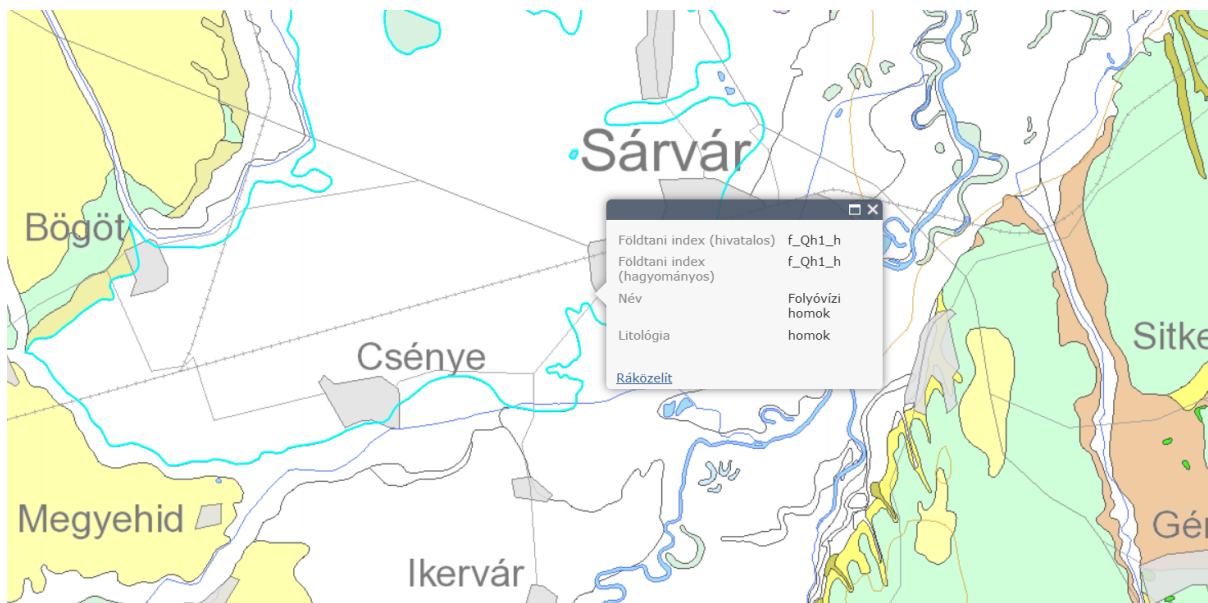 Sárvár
Bögöt
Földtani index (hivatalos) f_Qh1_h
Földtani index f_Qh1_h
(hagyományos)
Név Folyóvízi
homok
Litológia homok
Ráközelít
Sitke
Csénye
Megyehid
Gér
Ikervár